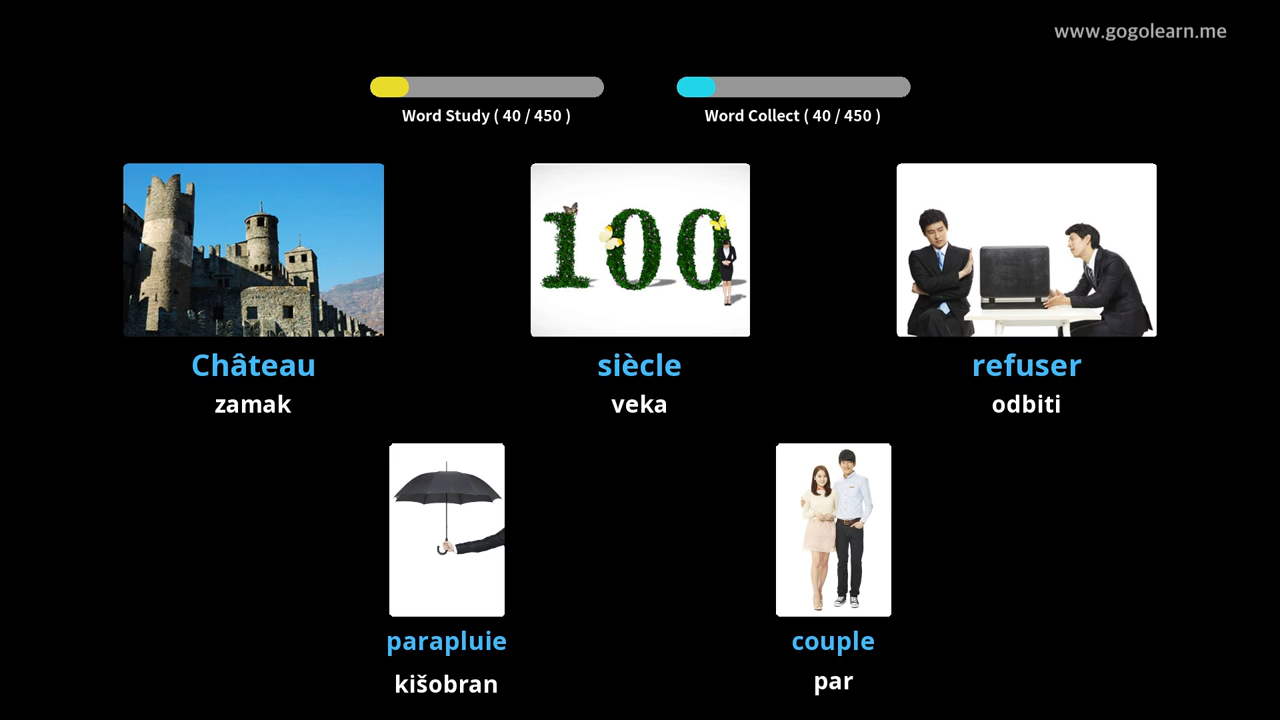 www.gogolearn.me
Word Study ( 40 / 450 )
Word Collect ( 40 / 450 )
100
Château
siècle
refuser
zamak
veka
odbiti
parapluie
couple
kišobran
par